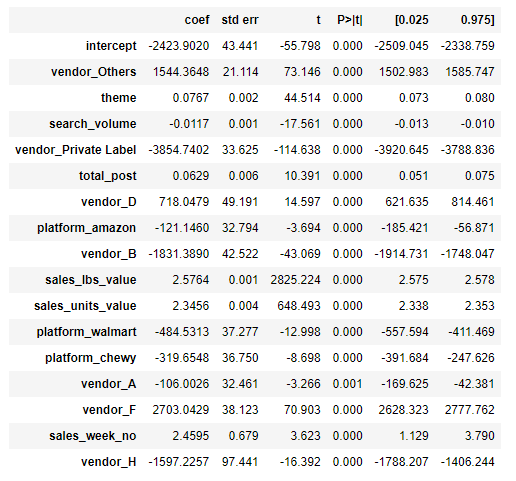 coef std err t P>|t| [0.025 0.975]
intercept -2423.9020 43.441 -55.798 0.000 -2509.045 -2338.759
vendor_Others 1544.3648 21.114 73.146 0.000 1502.983 1585.747
theme 0.0767 0.002 44.514 0.000 0.073 0.080
search_volume -0.0117 0.001 -17.561 0.000 -0.013 -0.010
vendor_Private Label -3854.7402 33.625 -114.638 0.000 -3920.645 -3788.836
total_post 0.0629 0.006 10.391 0.000 0.051 0.075
vendor_D 718.0479 49.191 14.597 0.000 621.635 814.461
platform_amazon -121.1460 32.794 -3.694 0.000 -185.421 -56.871
vendor_B -1831.3890 42.522 -43.069 0.000 -1914.731 -1748.047
sales_lbs_value 2.5764 0.001 2825.224 0.000 2.575 2.578
sales_units_value 2.3456 0.004 648.493 0.000 2.338 2.353
platform_walmart -484.5313 37.277 -12.998 0.000 -557.594 -411.469
platform_chewy -319.6548 36.750 -8.698 0.000 -391.684 -247.626
vendor_A -106.0026 32.461 -3.266 0.001 -169.625 -42.381
vendor_F 2703.0429 38.123 70.903 0.000 2628.323 2777.762
sales_week_no 2.4595 0.679 3.623 0.000 1.129 3.790
vendor_H -1597.2257 97.441 -16.392 0.000 -1788.207 -1406.244